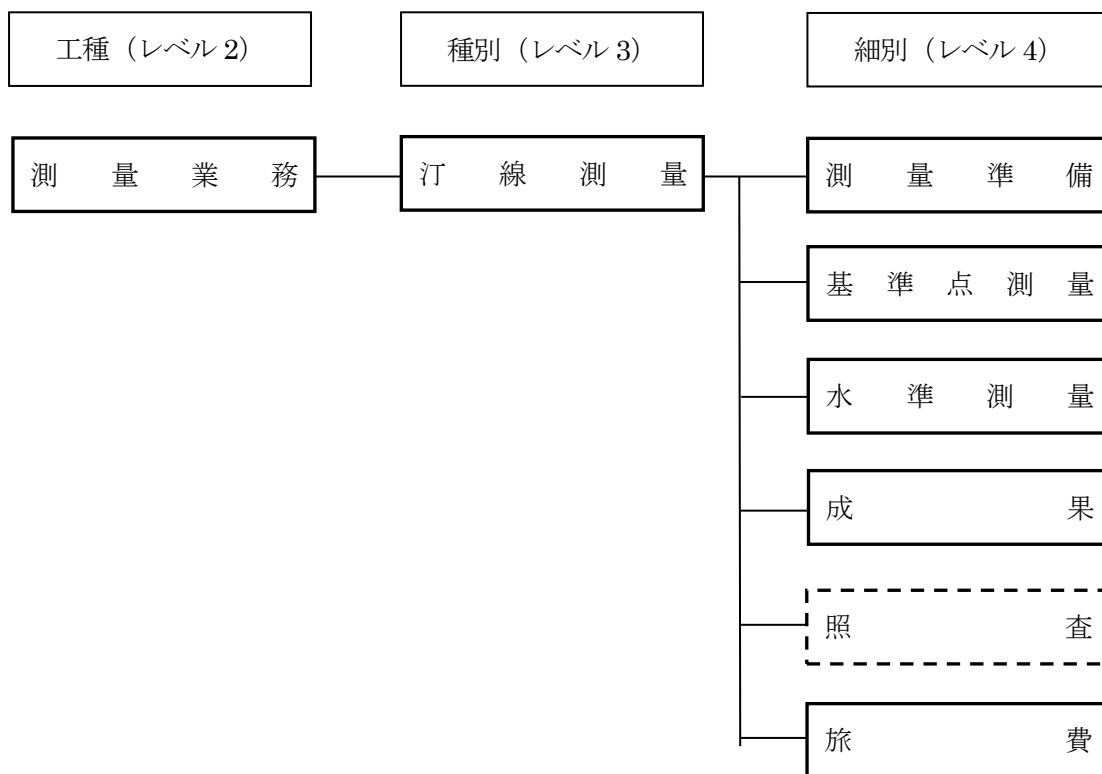 工種（レベル 2）
種別（レベル 3）
細別（レベル 4）
測量業務
汀線測量
測量準備
基準点測量
水準測量
成果
照査
旅費